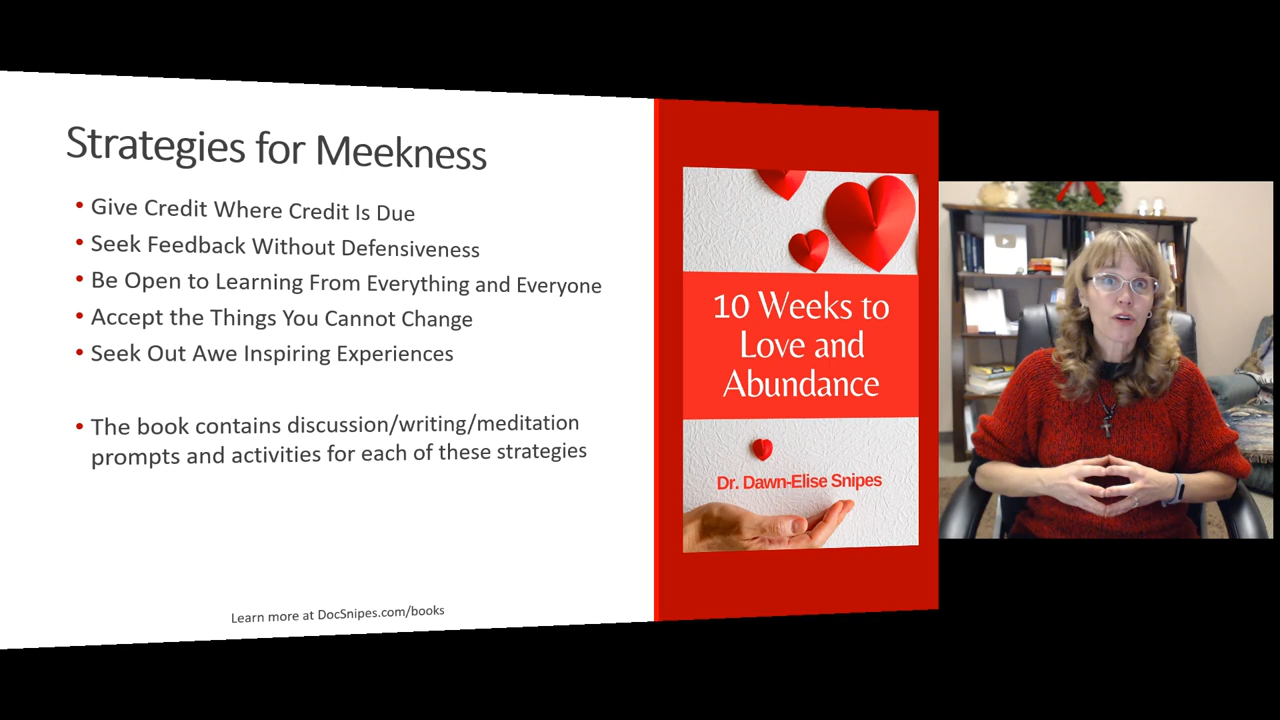 Strategies for Meekness
• Give Credit Where Credit Is Due
• Seek Feedback Without Defensiveness
• Be Open to Learning From Everything and Everyone
• Accept the Things You Cannot Change
• Seek Out Awe Inspiring Experiences
• The book contains discussion/writing/meditation
prompts and activities for each of these strategies
Learn more at DocSnipes.com/books
10 Weeks to
Love and
Abundance
Dr. Dawn-Elise Snipes